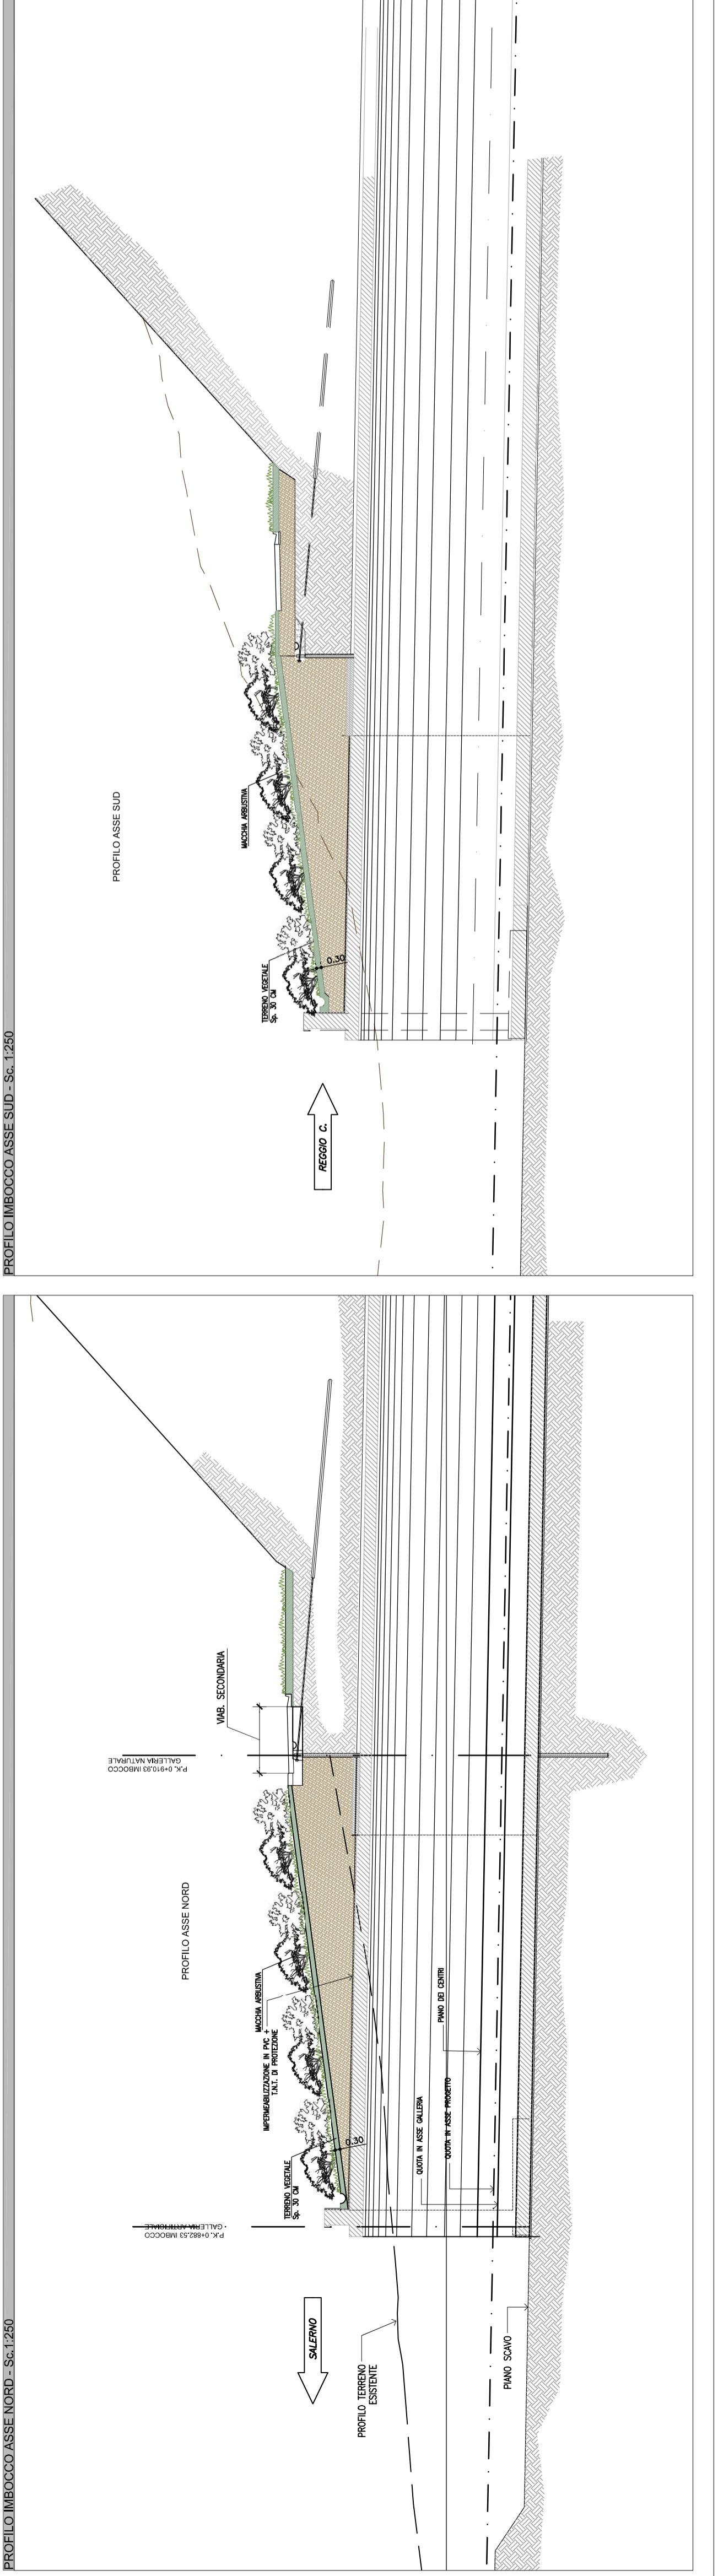 PROFILO IMBOCCO ASSE NORD - Sc.1:250
PROFILO ASSE NORD
P.K. 0+882,53 IMBOCCO
GALLERIA ARTIFICIALE
P.K. 0+910,93 IMBOCCO
GALLERIA NATURALE
VIAB. SECONDARIA
MACCHIA ARBUSTIVA
IMPERMEABILIZZAZIONE IN PVC +
T.N.T. DI PROTEZIONE
TERRENO VEGETALE
Sp. 30 CM
0.30
SALERNO
PROFILO TERRENO
ESISTENTE
QUOTA IN ASSE GALLERIA
QUOTA IN ASSE PROGETTO
PIANO DEI CENTRI
PIANO SCAVO
PROFILO IMBOCCO ASSE SUD - Sc. 1:250
PROFILO ASSE SUD
MACCHIA ARBUSTIVA
TERRENO VEGETALE
Sp. 30 CM
0.30
REGGIO C.